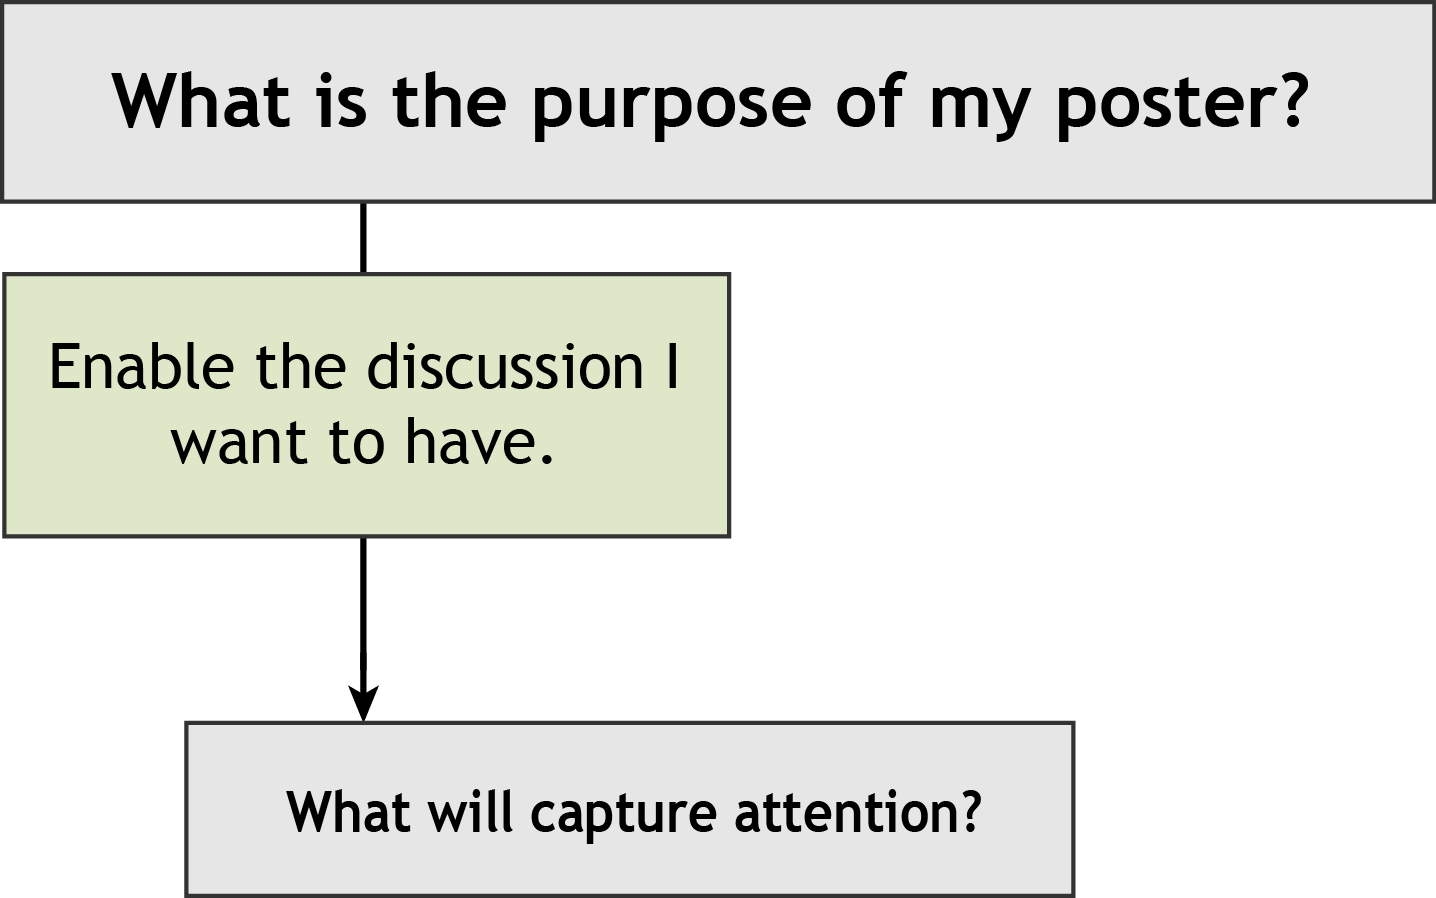 What is the purpose of my poster?
Enable the discussion I
want to have.
What will capture attention?